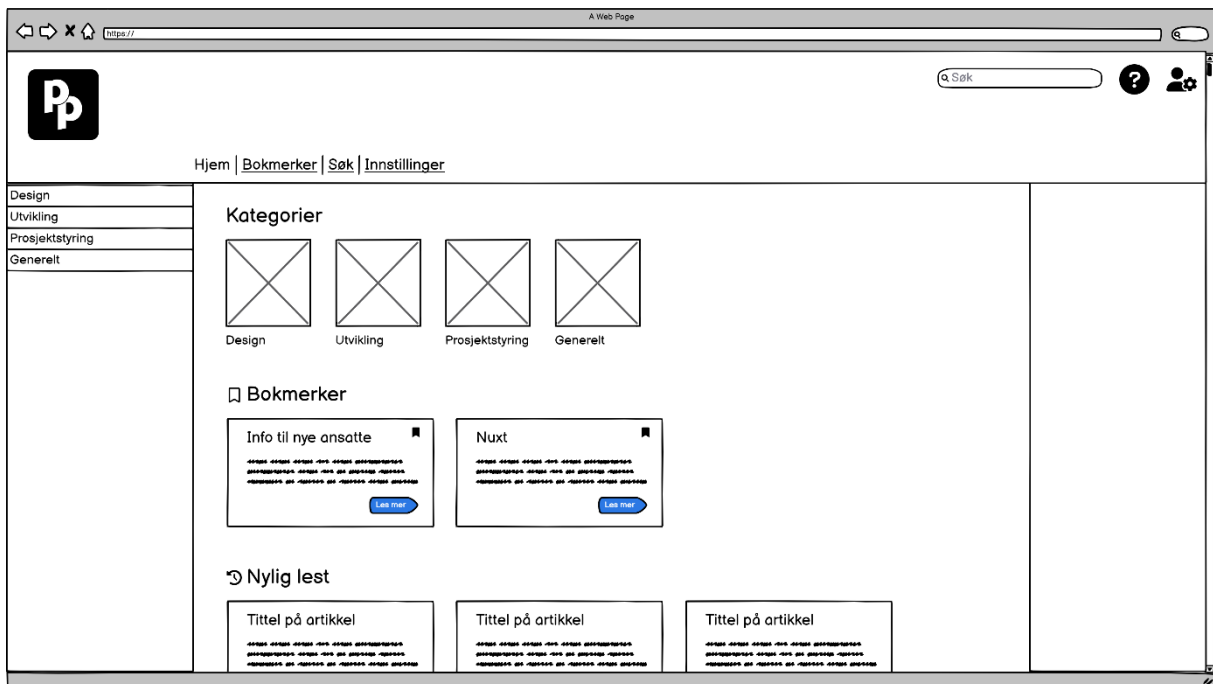 A Web Page
https://
Pp
Søk
?
Hjem | Bokmerker | Søk | Innstillinger
Design
Utvikling
Prosjektstyring
Generelt
Kategorier
Design Utvikling Prosjektstyring Generelt
Bokmerker
Info til nye ansatte Nuxt
Les mer Les mer
Nylig lest
Tittel på artikkel Tittel på artikkel Tittel på artikkel